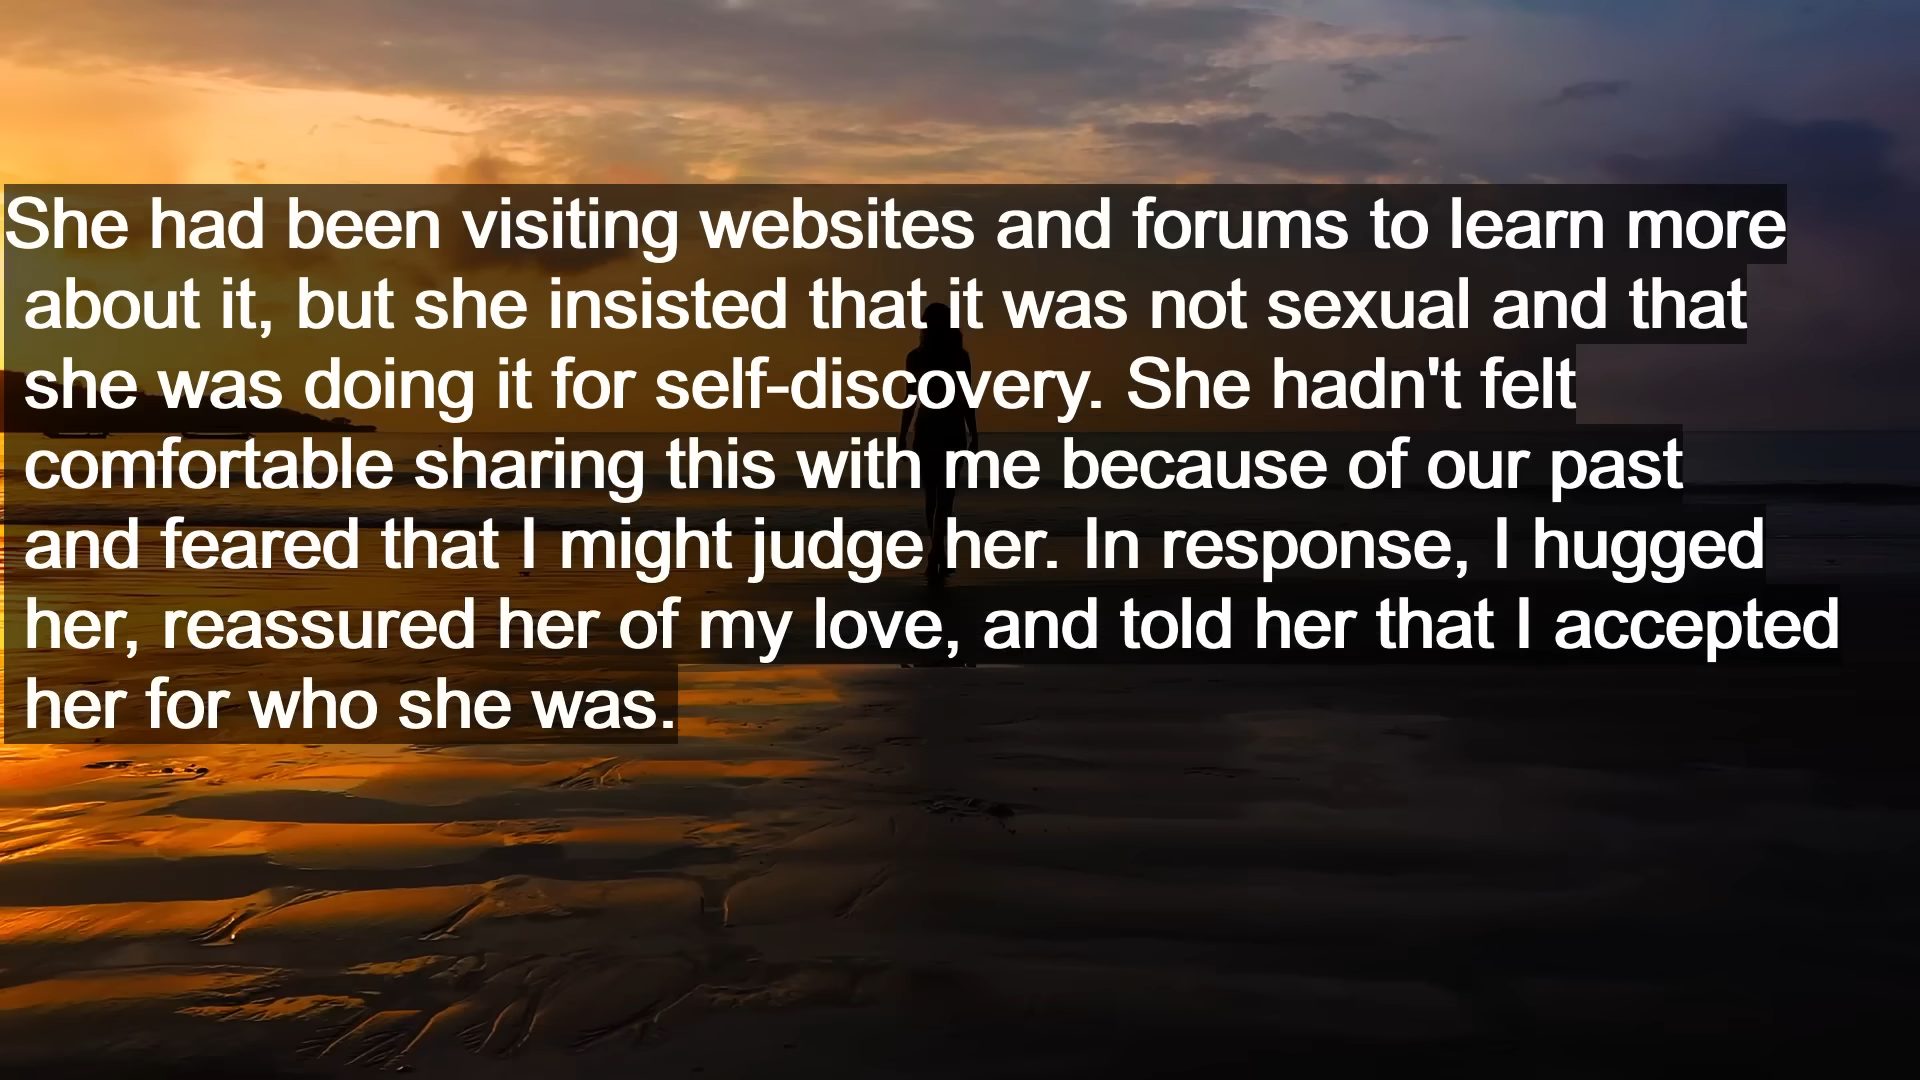 She had been visiting websites and forums to learn more
about it, but she insisted that it was not sexual and that
she was doing it for self-discovery. She hadn't felt
comfortable sharing this with me because of our past
and feared that I might judge her. In response, I hugged
her, reassured her of my love, and told her that I accepted
her for who she was.